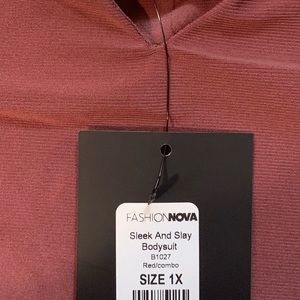 FASHIONNOVA
Sleek And Slay
Bodysuit
B1027
Red/combo
SIZE 1X